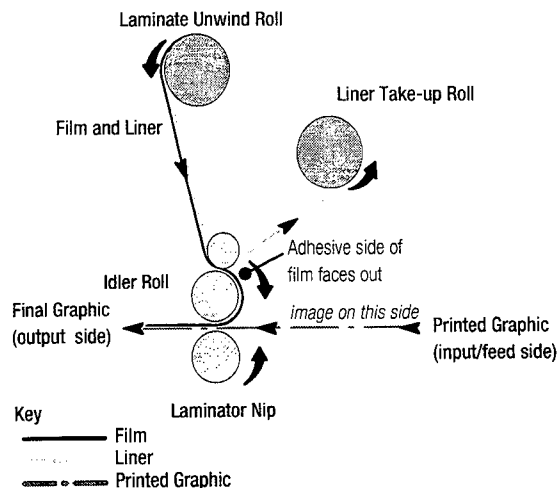 Laminate Unwind Roll
Liner Take-up Roll
Film and Liner
Adhesive side of
film faces out
Idler Roll
Final Graphic
(output side)
image on this side
Printed Graphic
(input/feed side)
Laminator Nip
Key
Film
Liner
Printed Graphic